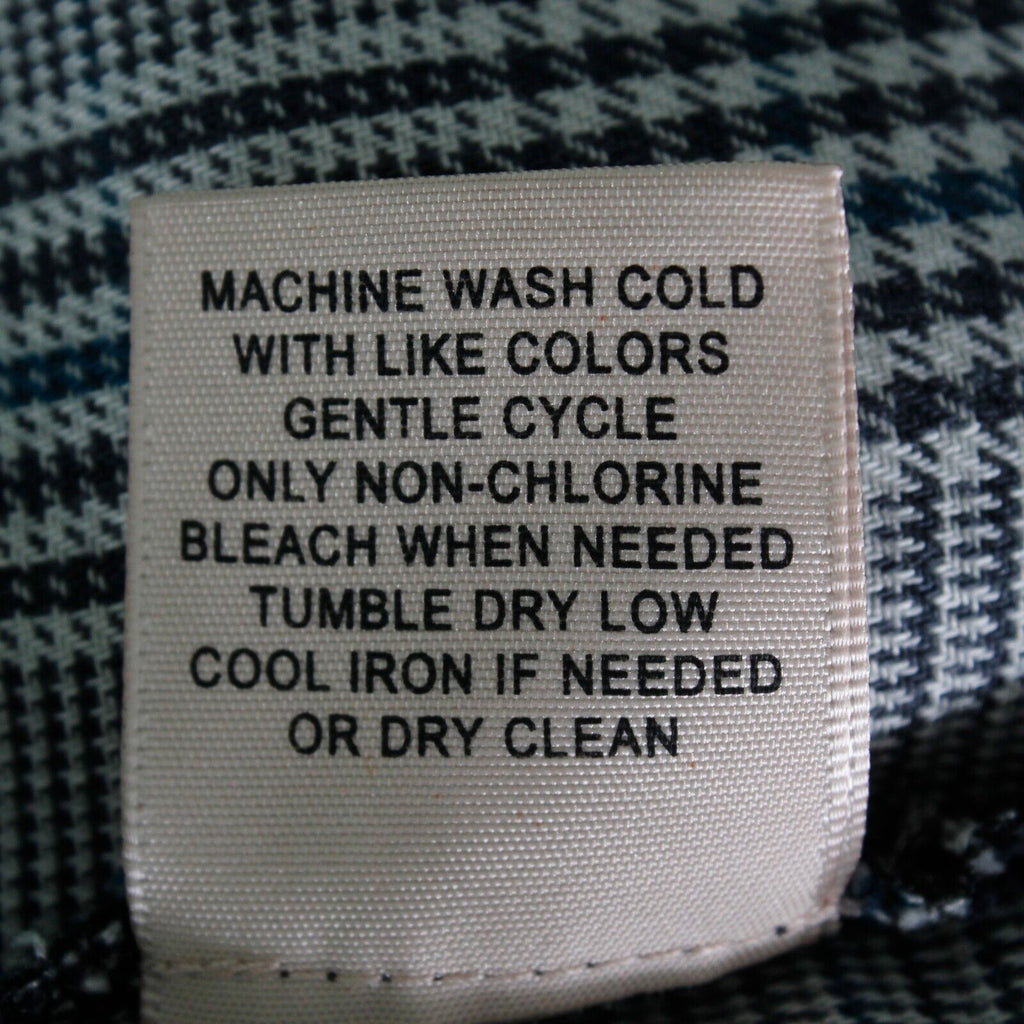 MACHINE WASH COLD
WITH LIKE COLORS
GENTLE CYCLE
ONLY NON-CHLORINE
BLEACH WHEN NEEDED
TUMBLE DRY LOW
COOL IRON IF NEEDED
OR DRY CLEAN